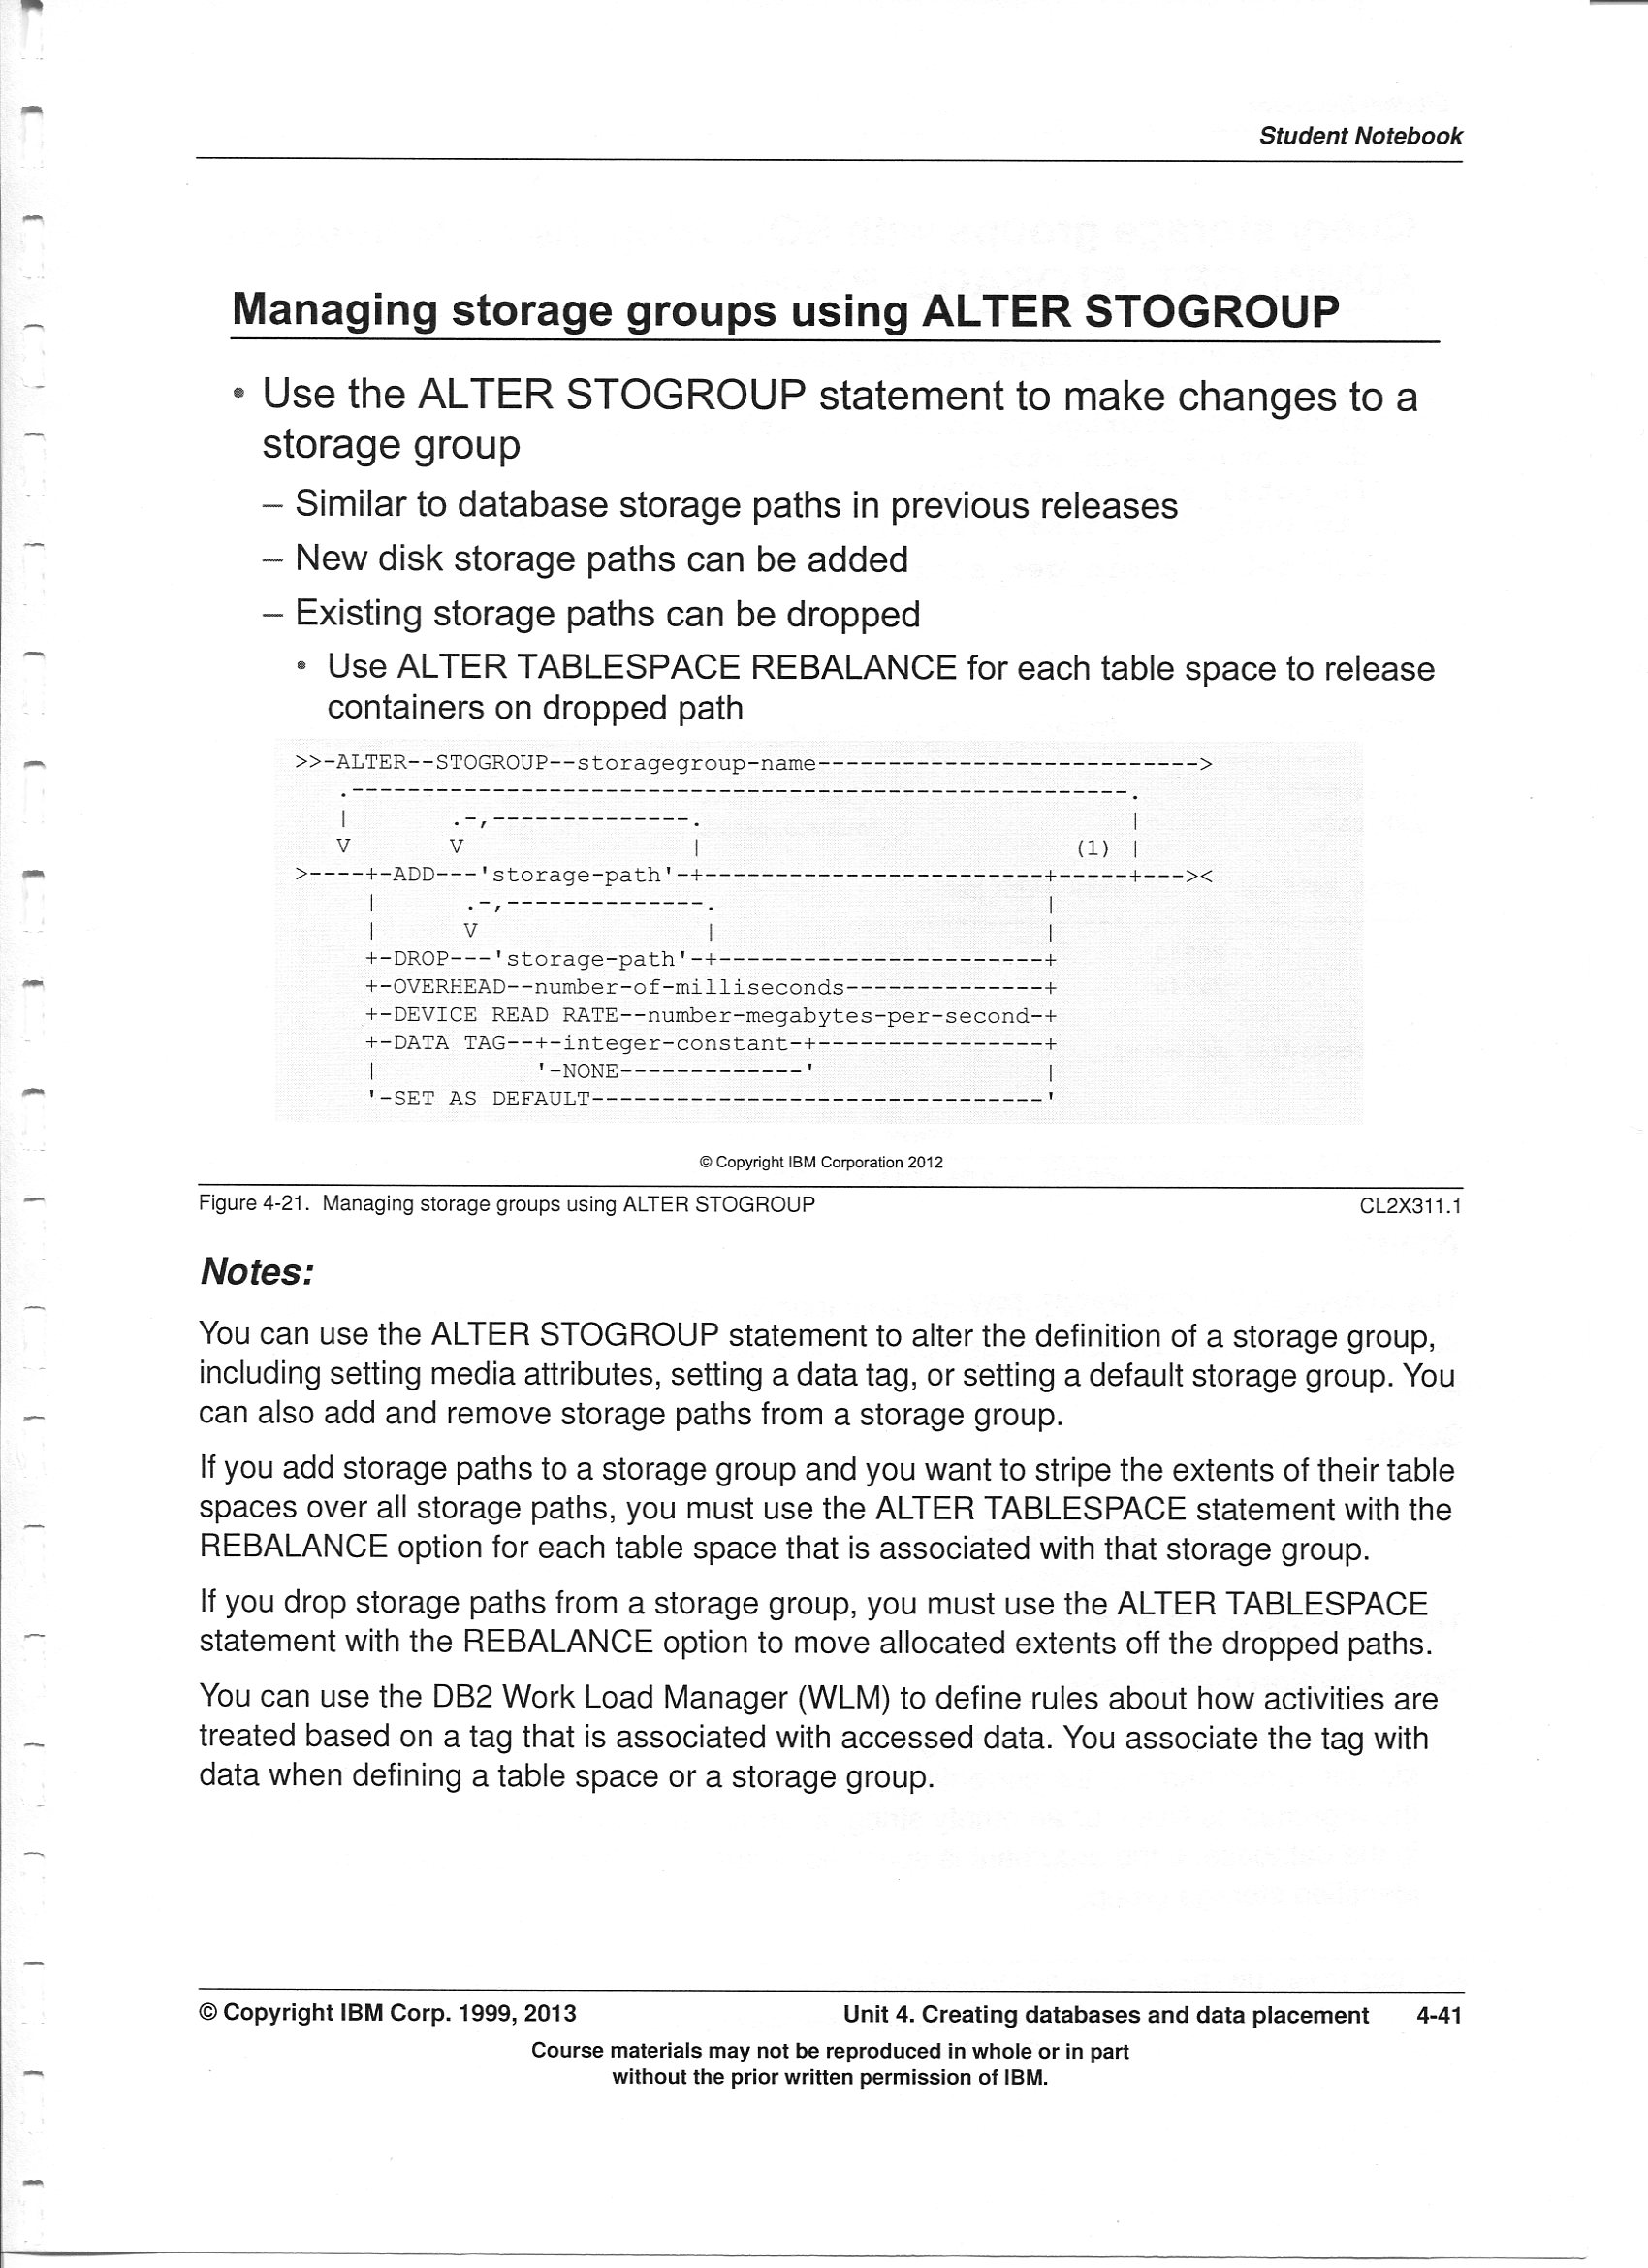 Student Notebook
Managing storage groups using ALTER STOGROUP
• Use the ALTER STOGROUP statement to make changes to a
storage group
– Similar to database storage paths in previous releases
– New disk storage paths can be added
– Existing storage paths can be dropped
• Use ALTER TABLESPACE REBALANCE for each table space to release
containers on dropped path
>>-ALTER--STOGROUP--storagegroup-name--------------------------->
   .--------------------------------------------------------.
   |       .-,--------------.                               |
   V       V                |                          (1)  |
>----+-ADD---'storage-path'-+------------------------+-----+---><
     |      .-,--------------.                        |
     |      V                |                        |
     +-DROP---'storage-path'-+-----------------------+
     +-OVERHEAD--number-of-milliseconds--------------+
     +-DEVICE READ RATE--number-megabytes-per-second-+
     +-DATA TAG--+-integer-constant-+----------------+
     |           '-NONE-------------'                |
     '-SET AS DEFAULT--------------------------------'
© Copyright IBM Corporation 2012
Figure 4-21. Managing storage groups using ALTER STOGROUP CL2X311.1
Notes:
You can use the ALTER STOGROUP statement to alter the definition of a storage group,
including setting media attributes, setting a data tag, or setting a default storage group. You
can also add and remove storage paths from a storage group.
If you add storage paths to a storage group and you want to stripe the extents of their table
spaces over all storage paths, you must use the ALTER TABLESPACE statement with the
REBALANCE option for each table space that is associated with that storage group.
If you drop storage paths from a storage group, you must use the ALTER TABLESPACE
statement with the REBALANCE option to move allocated extents off the dropped paths.
You can use the DB2 Work Load Manager (WLM) to define rules about how activities are
treated based on a tag that is associated with accessed data. You associate the tag with
data when defining a table space or a storage group.
© Copyright IBM Corp. 1999, 2013 Unit 4. Creating databases and data placement 4-41
Course materials may not be reproduced in whole or in part
without the prior written permission of IBM.